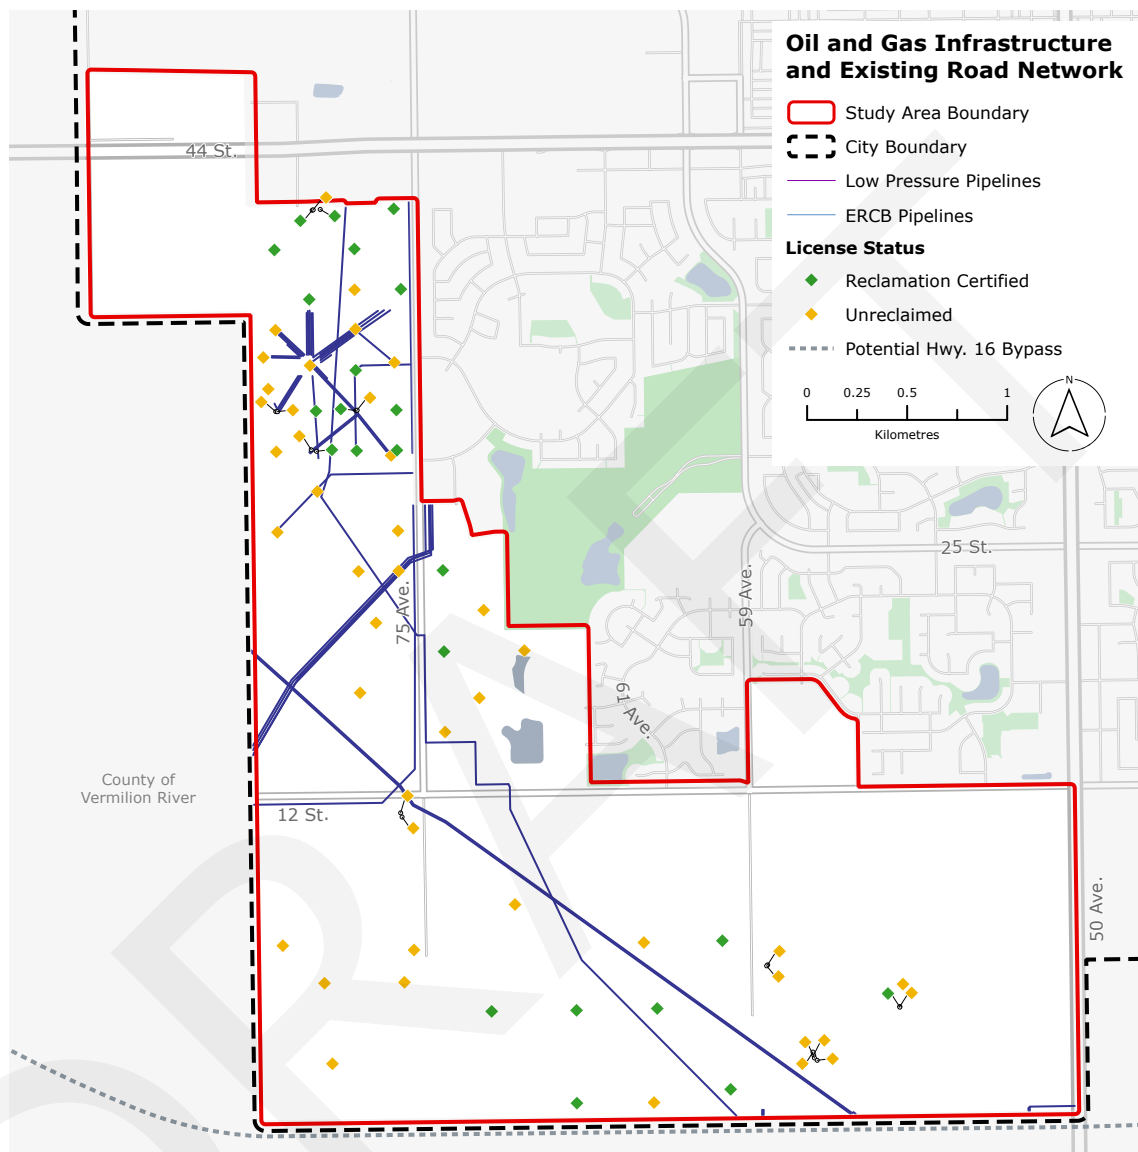 Oil and Gas Infrastructure
and Existing Road Network
Study Area Boundary
City Boundary
Low Pressure Pipelines
ERCB Pipelines
License Status
Reclamation Certified
Unreclaimed
Potential Hwy. 16 Bypass
0 0.25 0.5 1
Kilometres
N
44 St.
25 St.
75 Ave.
59 Ave.
61 Ave.
County of
Vermilion River
12 St.
50 Ave.
DRAFT